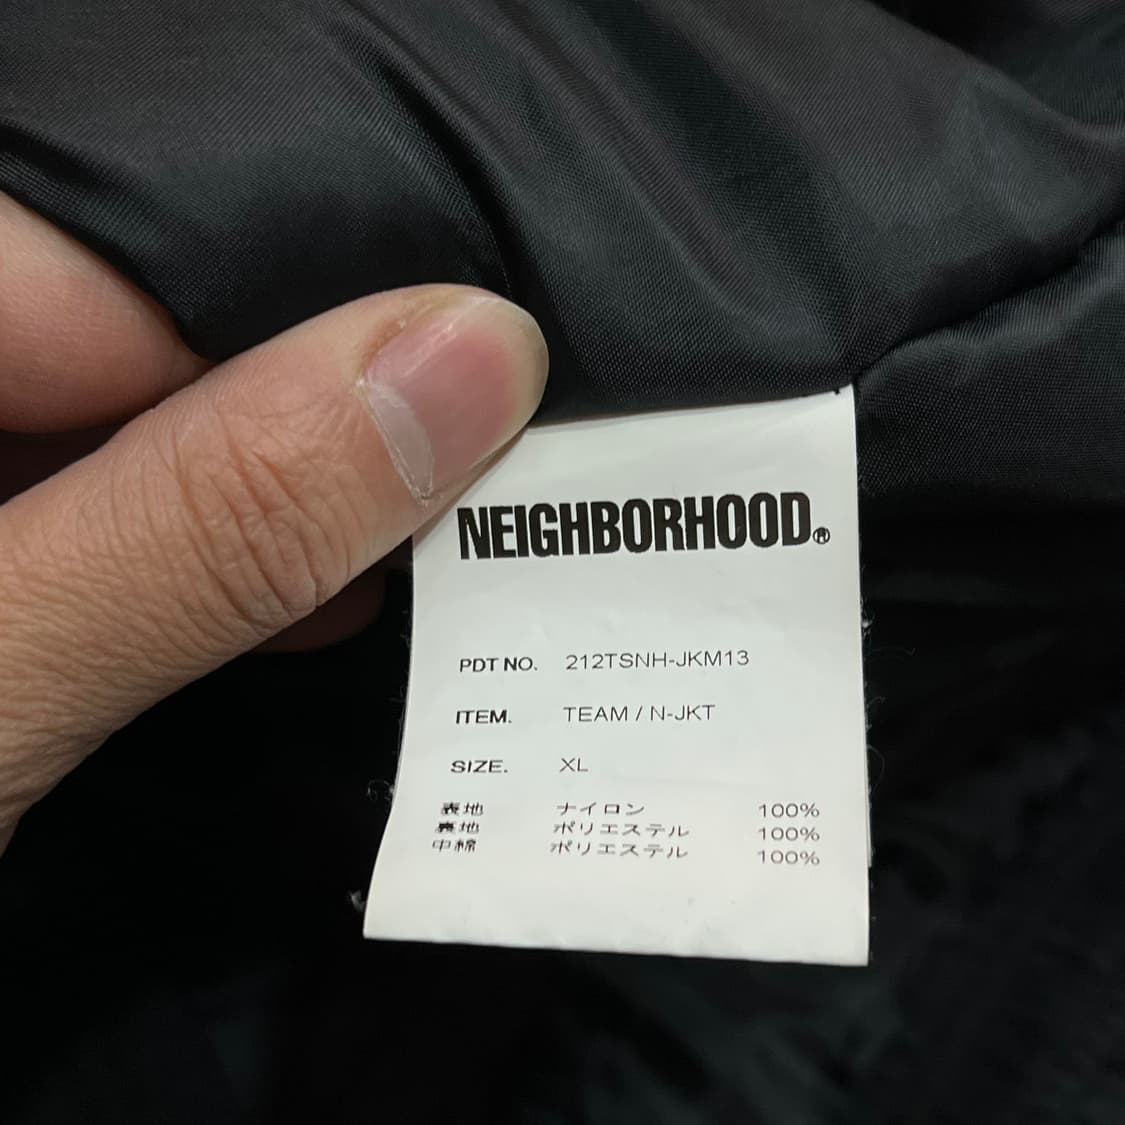 NEIGHBORHOOD®
PDT NO. 212TSNH-JKM13
ITEM. TEAM / N-JKT
SIZE. XL
表地 ナイロン 100%
裏地 ポリエステル 100%
中綿 ポリエステル 100%